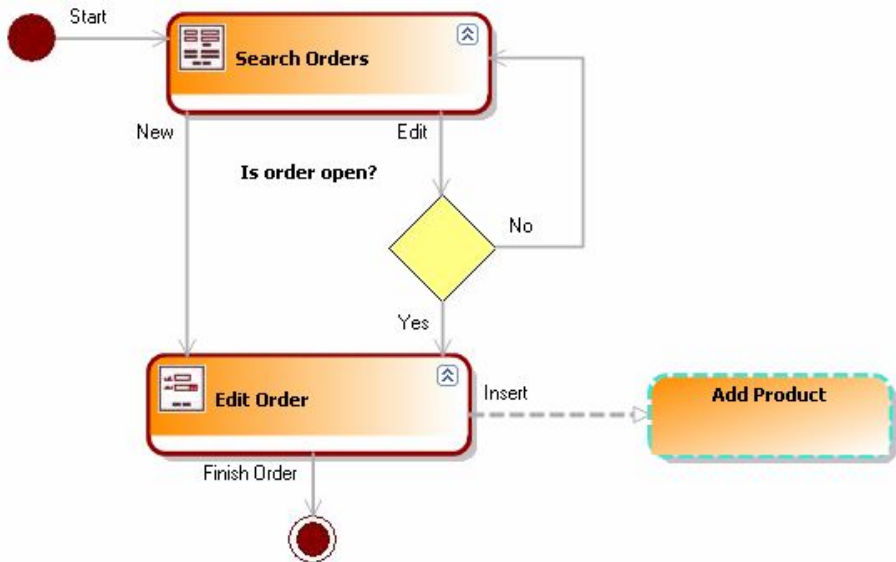 Start
Search Orders
New
Edit
Is order open?
No
Yes
Edit Order
Insert
Add Product
Finish Order